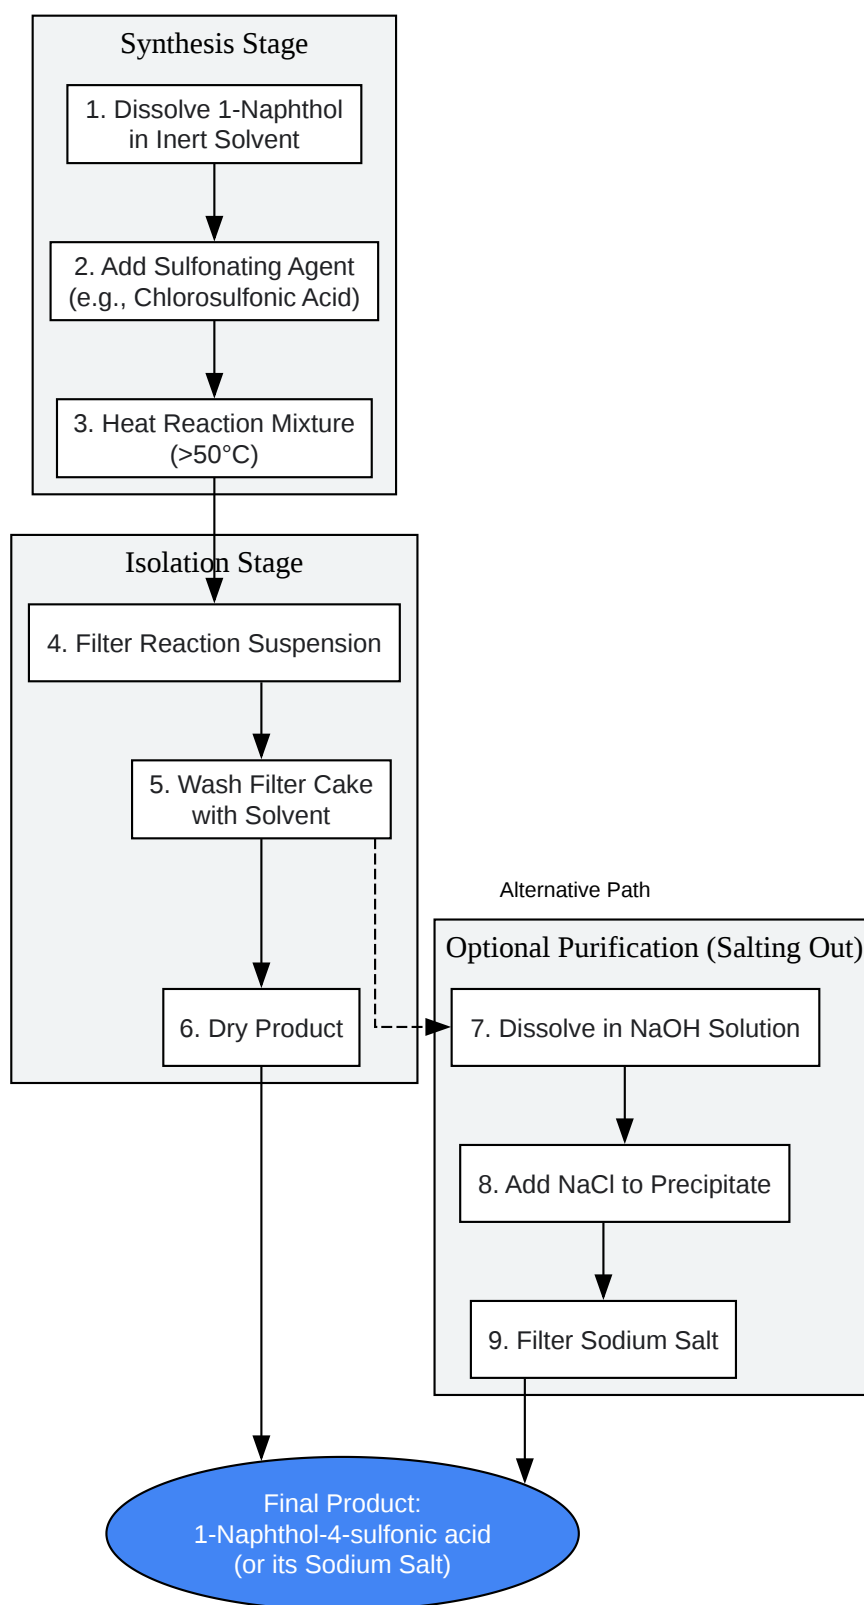 Synthesis Stage
1. Dissolve 1-Naphthol
in Inert Solvent
2. Add Sulfonating Agent
(e.g., Chlorosulfonic Acid)
3. Heat Reaction Mixture
(>50°C)
Isolation Stage
4. Filter Reaction Suspension
5. Wash Filter Cake
with Solvent
6. Dry Product
Alternative Path
Optional Purification (Salting Out)
7. Dissolve in NaOH Solution
8. Add NaCl to Precipitate
9. Filter Sodium Salt
Final Product:
1-Naphthol-4-sulfonic acid
(or its Sodium Salt)